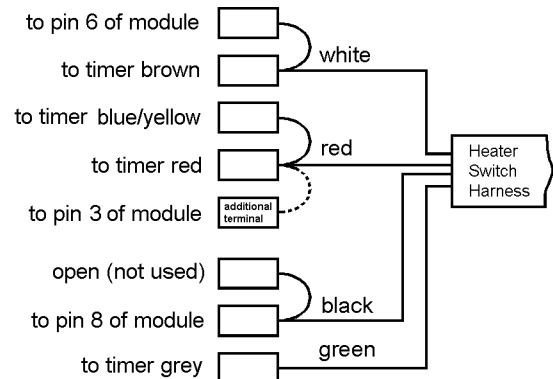 to pin 6 of module
white
to timer brown
to timer blue/yellow
red
to timer red
additional
terminal
to pin 3 of module
Heater
Switch
Harness
open (not used)
black
to pin 8 of module
green
to timer grey